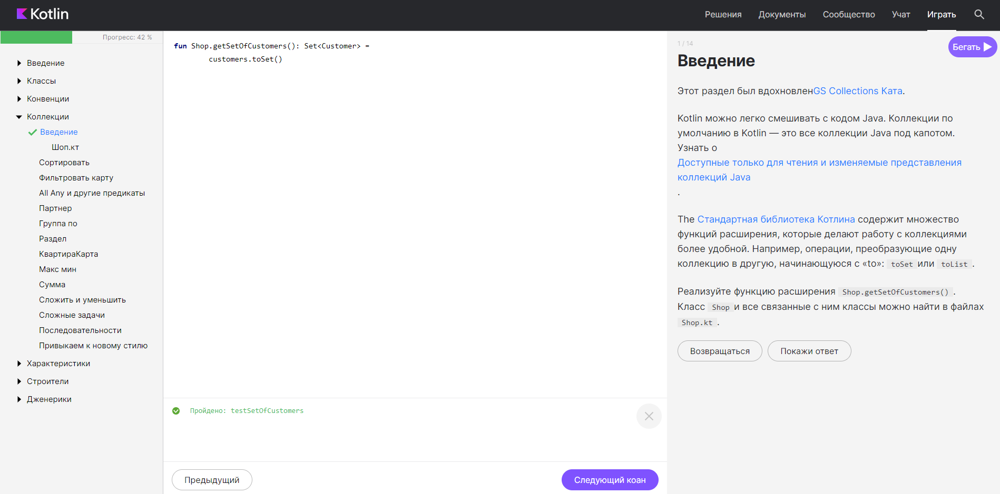 Kotlin
Решения
Документы
Сообщество
Учат
Играть
Прогресс: 42 %
Введение
Классы
Конвенции
Коллекции
Введение
Шоп.кт
Сортировать
Фильтровать карту
All Any и другие предикаты
Партнер
Группа по
Раздел
КвартираКарта
Макс мин
Сумма
Сложить и уменьшить
Сложные задачи
Последовательности
Привыкаем к новому стилю
Характеристики
Строители
Дженерики
fun Shop.getSetOfCustomers(): Set<Customer> =
customers.toSet()
Пройдено: testSetOfCustomers
Предыдущий
Следующий коан
1 / 14
Бегать
Введение
Этот раздел был вдохновленGS Collections Ката.
Kotlin можно легко смешивать с кодом Java. Коллекции по
умолчанию в Kotlin — это все коллекции Java под капотом.
Узнать о
Доступные только для чтения и изменяемые представления
коллекций Java
.
The Стандартная библиотека Котлина содержит множество
функций расширения, которые делают работу с коллекциями
более удобной. Например, операции, преобразующие одну
коллекцию в другую, начинающуюся с «to»: toSet или toList .
Реализуйте функцию расширения Shop.getSetOfCustomers() .
Класс Shop и все связанные с ним классы можно найти в файлах
Shop.kt .
Возвращаться
Покажи ответ